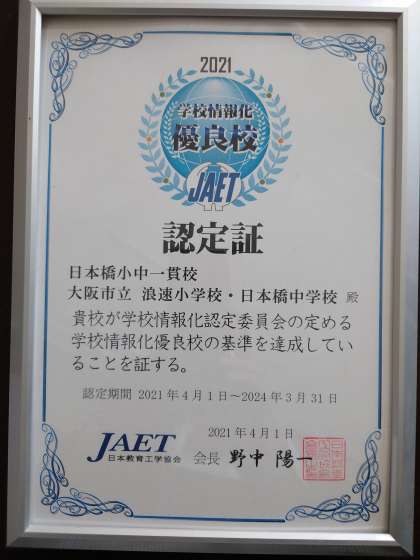 2021
学校情報化
優良校
JAET
認定証
日本橋小中一貫校
大阪市立 浪速小学校・日本橋中学校 殿
貴校が学校情報化認定委員会の定める
学校情報化優良校の基準を達成してい
ることを証する。
認定期間 2021年4月1日～2024年3月31日
2021年4月1日
JAET
日本教育工学協会
会長 野中 陽一